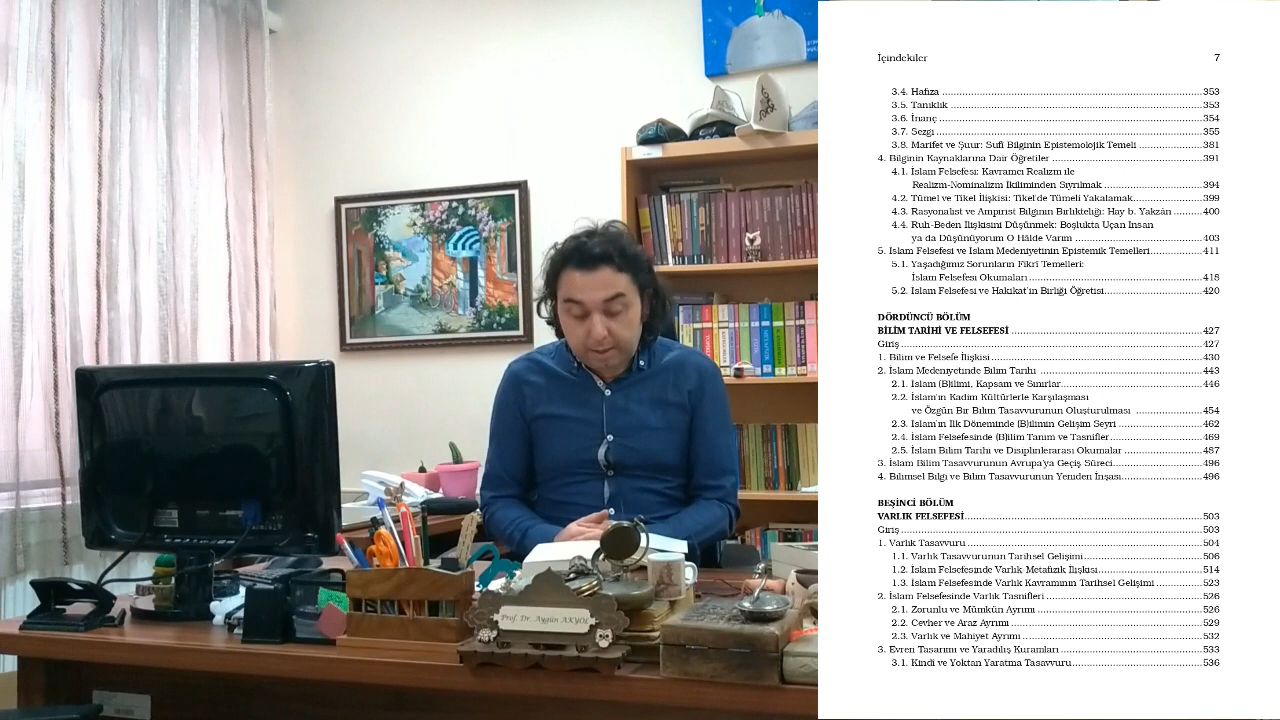 Prof. Dr. Aygün AKYOL
İçindekiler 7
3.4. Hafıza 353
3.5. Tanıklık 353
3.6. İnanç 354
3.7. Sezgi 355
3.8. Marifet ve Şuur: Sufi Bilginin Epistemolojik Temeli 381
4. Bilginin Kaynaklarına Dair Öğretiler 391
4.1. İslam Felsefesi: Kavramcı Realizm ile
Realizm-Nominalizm İkiliminden Sıyrılmak 394
4.2. Tümel ve Tikel İlişkisi: Tikel'de Tümeli Yakalamak 399
4.3. Rasyonalist ve Ampirist Bilginin Birlikteliği: Hay b. Yakzân 400
4.4. Ruh-Beden İlişkisini Düşünmek: Boşlukta Uçan İnsan
ya da Düşünüyorum O Hâlde Varım 403
5. İslam Felsefesi ve İslam Medeniyetinin Epistemik Temelleri 411
5.1. Yaşadığımız Sorunların Fikrî Temelleri:
İslam Felsefesi Okumaları 418
5.2. İslam Felsefesi ve Hakikat'in Birliği Öğretisi 420
DÖRDÜNCÜ BÖLÜM
BİLİM TARİHİ VE FELSEFESİ 427
Giriş 427
1. Bilim ve Felsefe İlişkisi 430
2. İslam Medeniyetinde Bilim Tarihi 443
2.1. İslam (B)ilimi, Kapsam ve Sınırlar 446
2.2. İslam'ın Kadim Kültürlerle Karşılaşması
ve Özgün Bir Bilim Tasavvurunun Oluşturulması 454
2.3. İslam'ın İlk Döneminde (B)ilimin Gelişim Seyri 462
2.4. İslam Felsefesinde (B)ilim Tanım ve Tasnifler 469
2.5. İslam Bilim Tarihi ve Disiplinlerarası Okumalar 487
3. İslam Bilim Tasavvurunun Avrupa'ya Geçiş Süreci 496
4. Bilimsel Bilgi ve Bilim Tasavvurunun Yeniden İnşası 496
BEŞİNCİ BÖLÜM
VARLIK FELSEFESİ 503
Giriş 503
1. Varlık Tasavvuru 504
1.1. Varlık Tasavvurunun Tarihsel Gelişimi 506
1.2. İslam Felsefesinde Varlık Metafizik İlişkisi 514
1.3. İslam Felsefesinde Varlık Kavramının Tarihsel Gelişimi 523
2. İslam Felsefesinde Varlık Tasnifleri 526
2.1. Zorunlu ve Mümkün Ayrımı 526
2.2. Cevher ve Araz Ayrımı 529
2.3. Varlık ve Mahiyet Ayrımı 532
3. Evren Tasarımı ve Yaradılış Kuramları 533
3.1. Kindî ve Yoktan Yaratma Tasavvuru 536